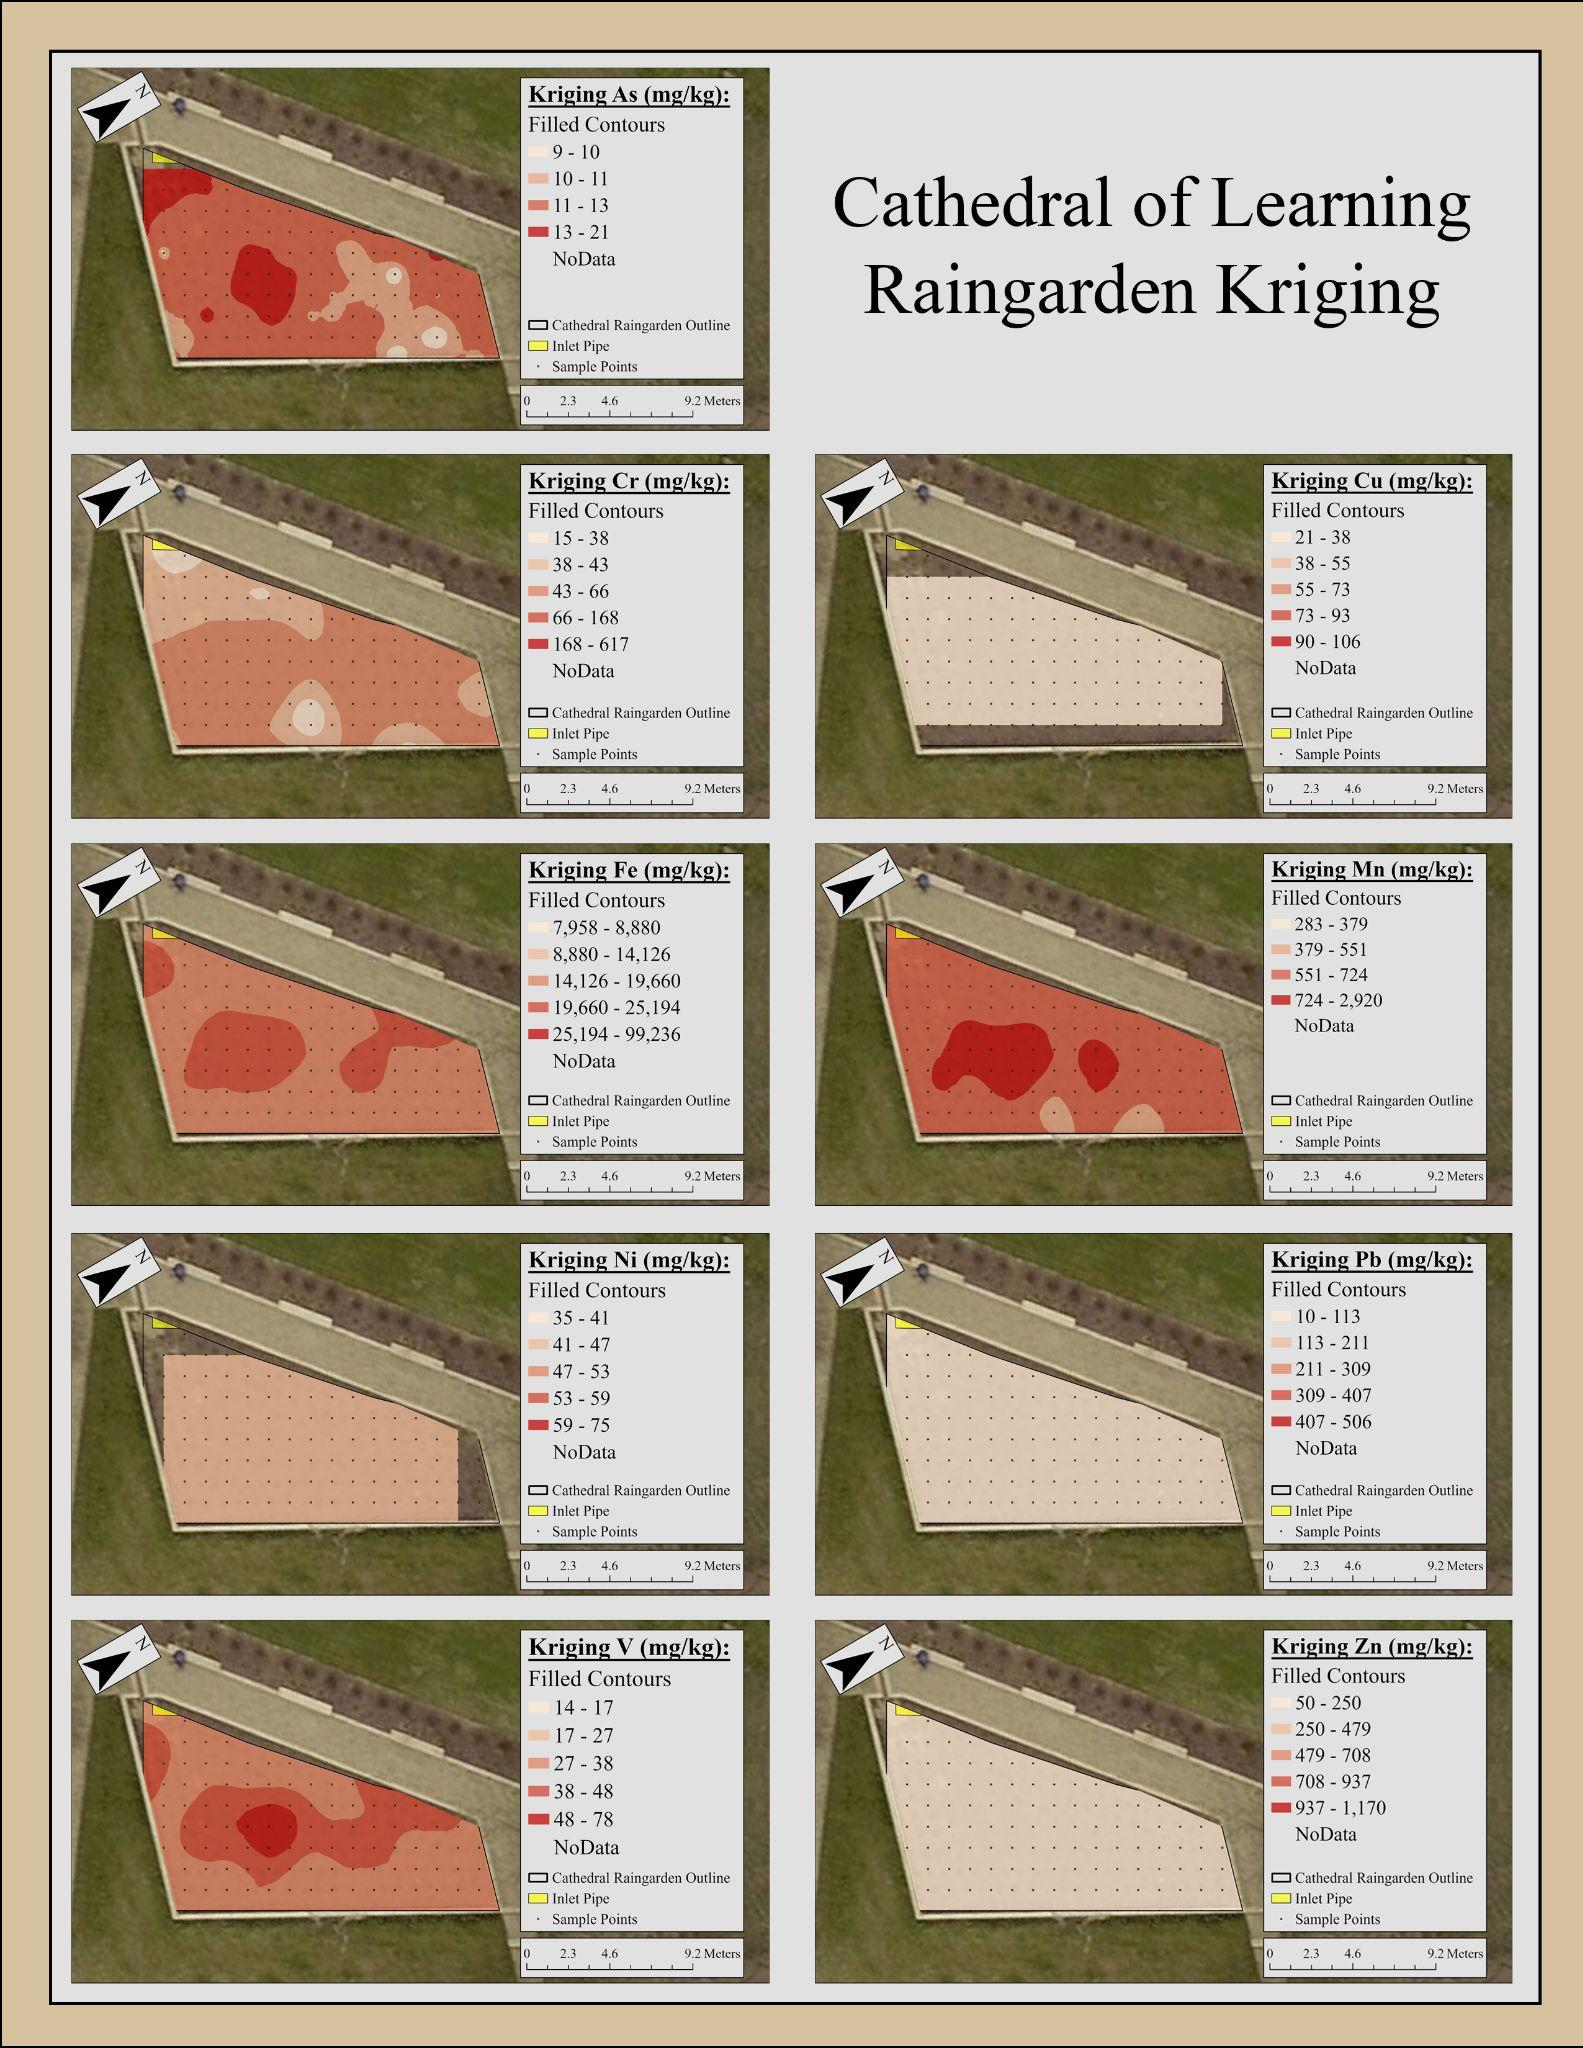 N
Kriging As (mg/kg):
Filled Contours
9 - 10
10 - 11
11 - 13
13 - 21
NoData
Cathedral Raingarden Outline
Inlet Pipe
Sample Points
0 2.3 4.6 9.2 Meters
Cathedral of Learning
Raingarden Kriging
N
Kriging Cr (mg/kg):
Filled Contours
15 - 38
38 - 43
43 - 66
66 - 168
168 - 617
NoData
Cathedral Raingarden Outline
Inlet Pipe
Sample Points
0 2.3 4.6 9.2 Meters
N
Kriging Cu (mg/kg):
Filled Contours
21 - 38
38 - 55
55 - 73
73 - 93
90 - 106
NoData
Cathedral Raingarden Outline
Inlet Pipe
Sample Points
0 2.3 4.6 9.2 Meters
N
Kriging Fe (mg/kg):
Filled Contours
7,958 - 8,880
8,880 - 14,126
14,126 - 19,660
19,660 - 25,194
25,194 - 99,236
NoData
Cathedral Raingarden Outline
Inlet Pipe
Sample Points
0 2.3 4.6 9.2 Meters
N
Kriging Mn (mg/kg):
Filled Contours
283 - 379
379 - 551
551 - 724
724 - 2,920
NoData
Cathedral Raingarden Outline
Inlet Pipe
Sample Points
0 2.3 4.6 9.2 Meters
N
Kriging Ni (mg/kg):
Filled Contours
35 - 41
41 - 47
47 - 53
53 - 59
59 - 75
NoData
Cathedral Raingarden Outline
Inlet Pipe
Sample Points
0 2.3 4.6 9.2 Meters
N
Kriging Pb (mg/kg):
Filled Contours
10 - 113
113 - 211
211 - 309
309 - 407
407 - 506
NoData
Cathedral Raingarden Outline
Inlet Pipe
Sample Points
0 2.3 4.6 9.2 Meters
N
Kriging V (mg/kg):
Filled Contours
14 - 17
17 - 27
27 - 38
38 - 48
48 - 78
NoData
Cathedral Raingarden Outline
Inlet Pipe
Sample Points
0 2.3 4.6 9.2 Meters
N
Kriging Zn (mg/kg):
Filled Contours
50 - 250
250 - 479
479 - 708
708 - 937
937 - 1,170
NoData
Cathedral Raingarden Outline
Inlet Pipe
Sample Points
0 2.3 4.6 9.2 Meters